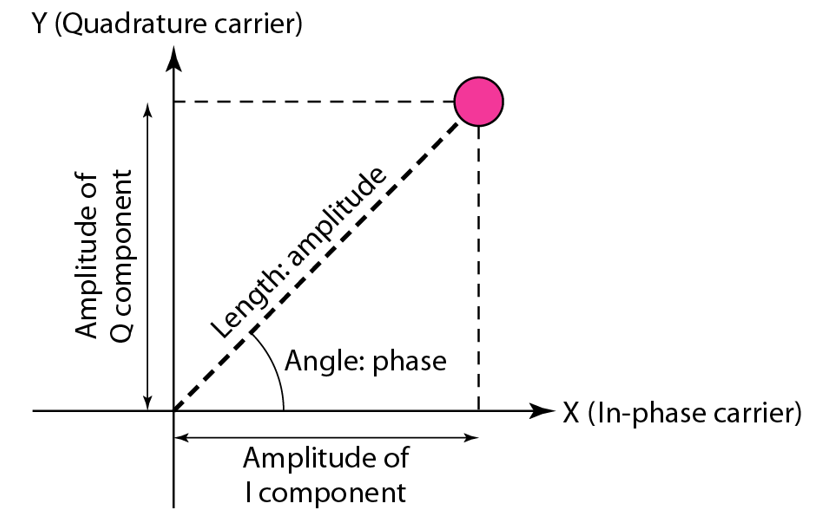 Y (Quadrature carrier)
Amplitude of
Q component
Length: amplitude
Angle: phase
X (In-phase carrier)
Amplitude of
I component